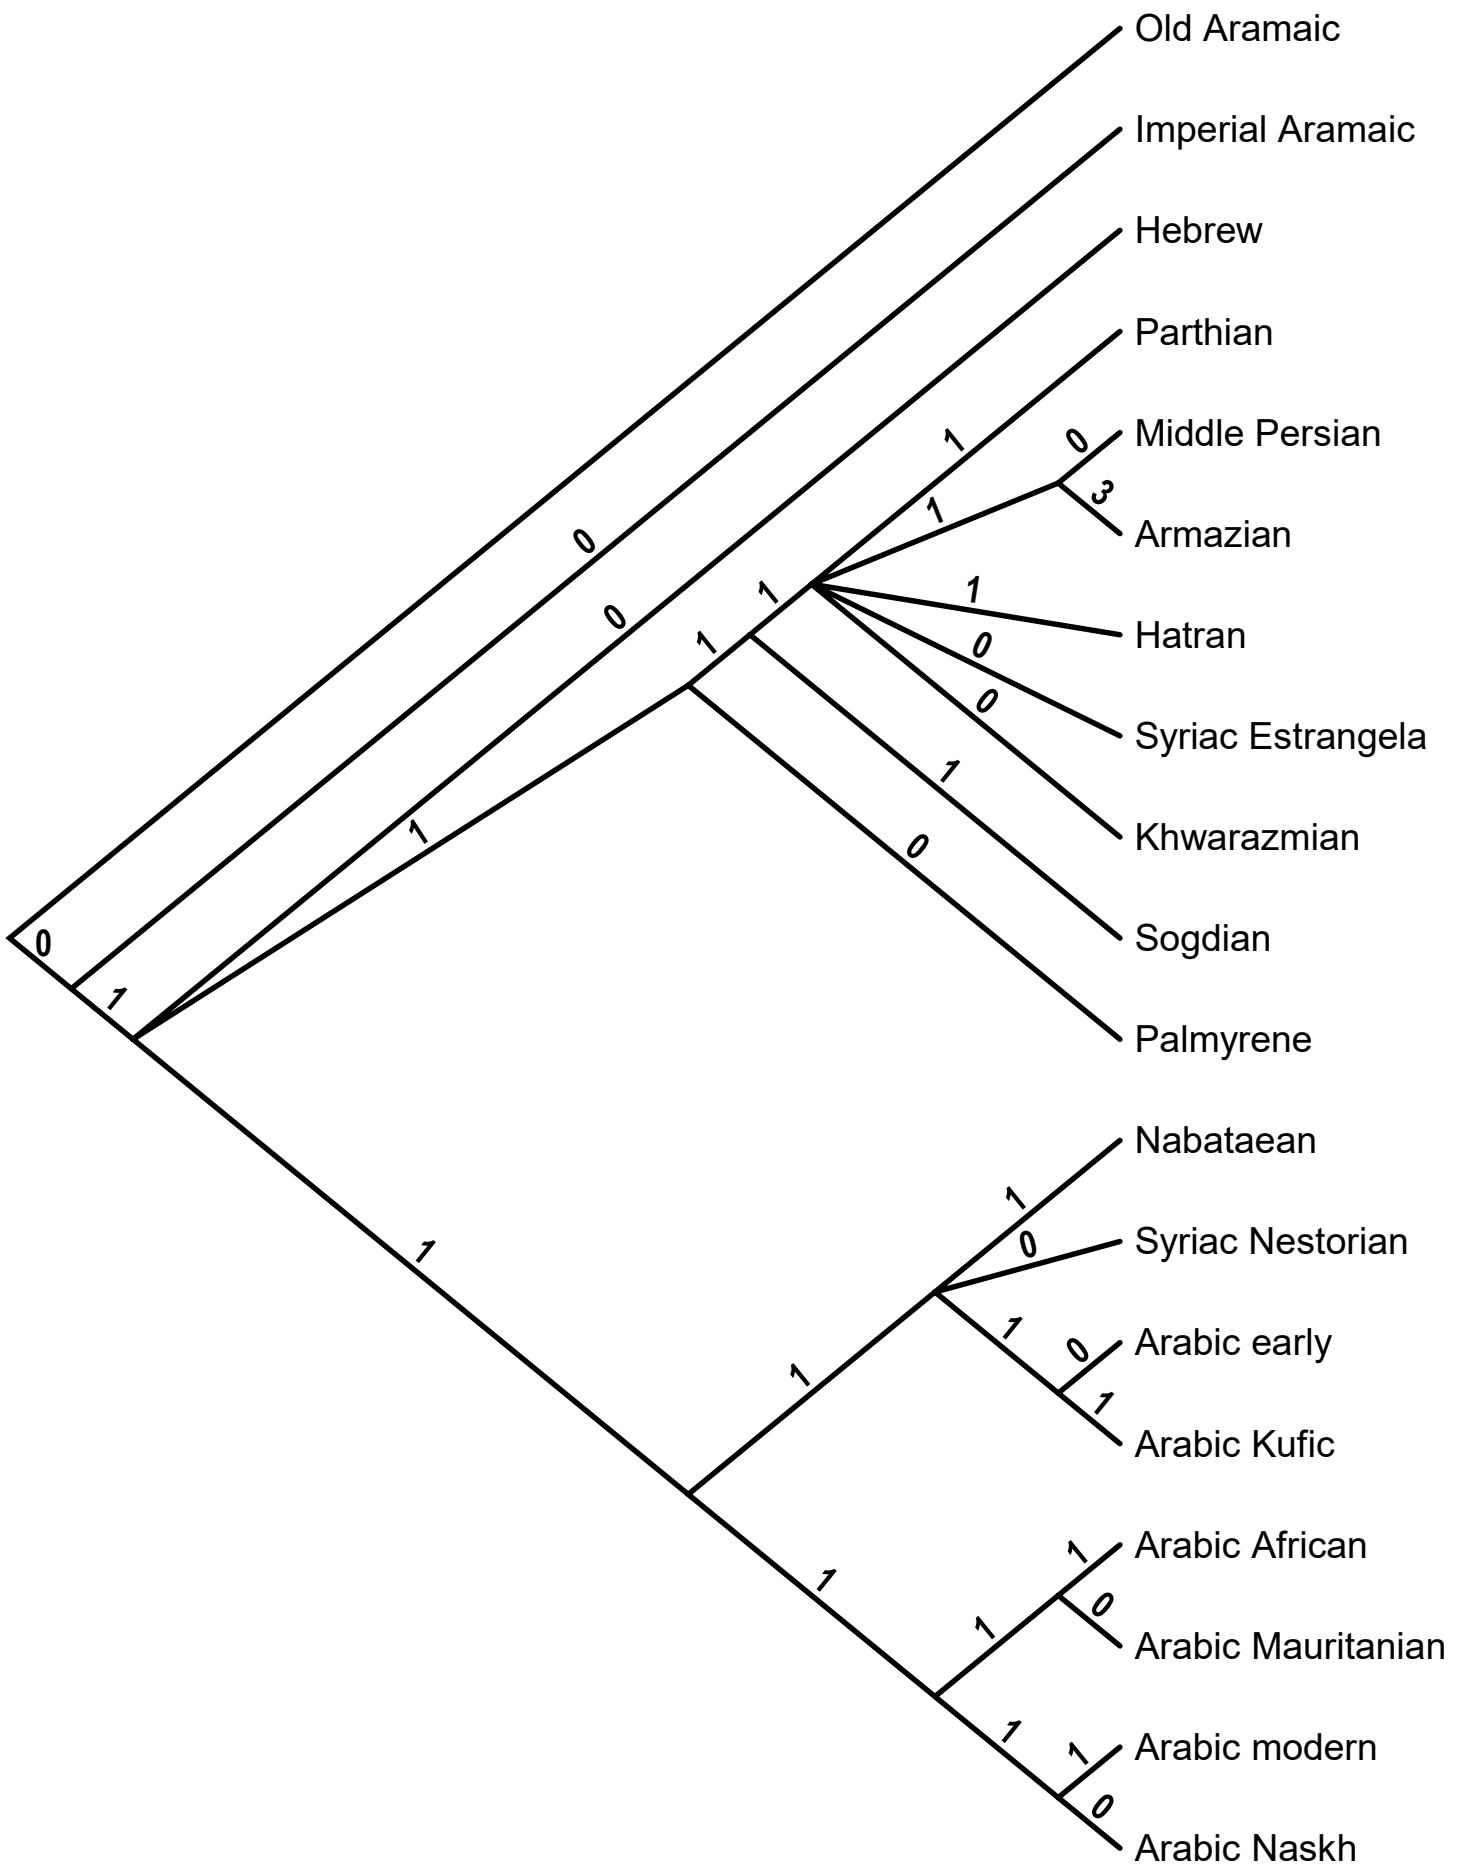 Old Aramaic
Imperial Aramaic
Hebrew
Parthian
1
0
Middle Persian
3
1
Armazian
0
1
1
Hatran
0
1
0
Syriac Estrangela
0
1
1
Khwarazmian
0
Sogdian
0
1
Palmyrene
Nabataean
1
0
Syriac Nestorian
1
1
0
Arabic early
1
1
Arabic Kufic
1
Arabic African
1
0
1
Arabic Mauritanian
1
1
Arabic modern
0
Arabic Naskh